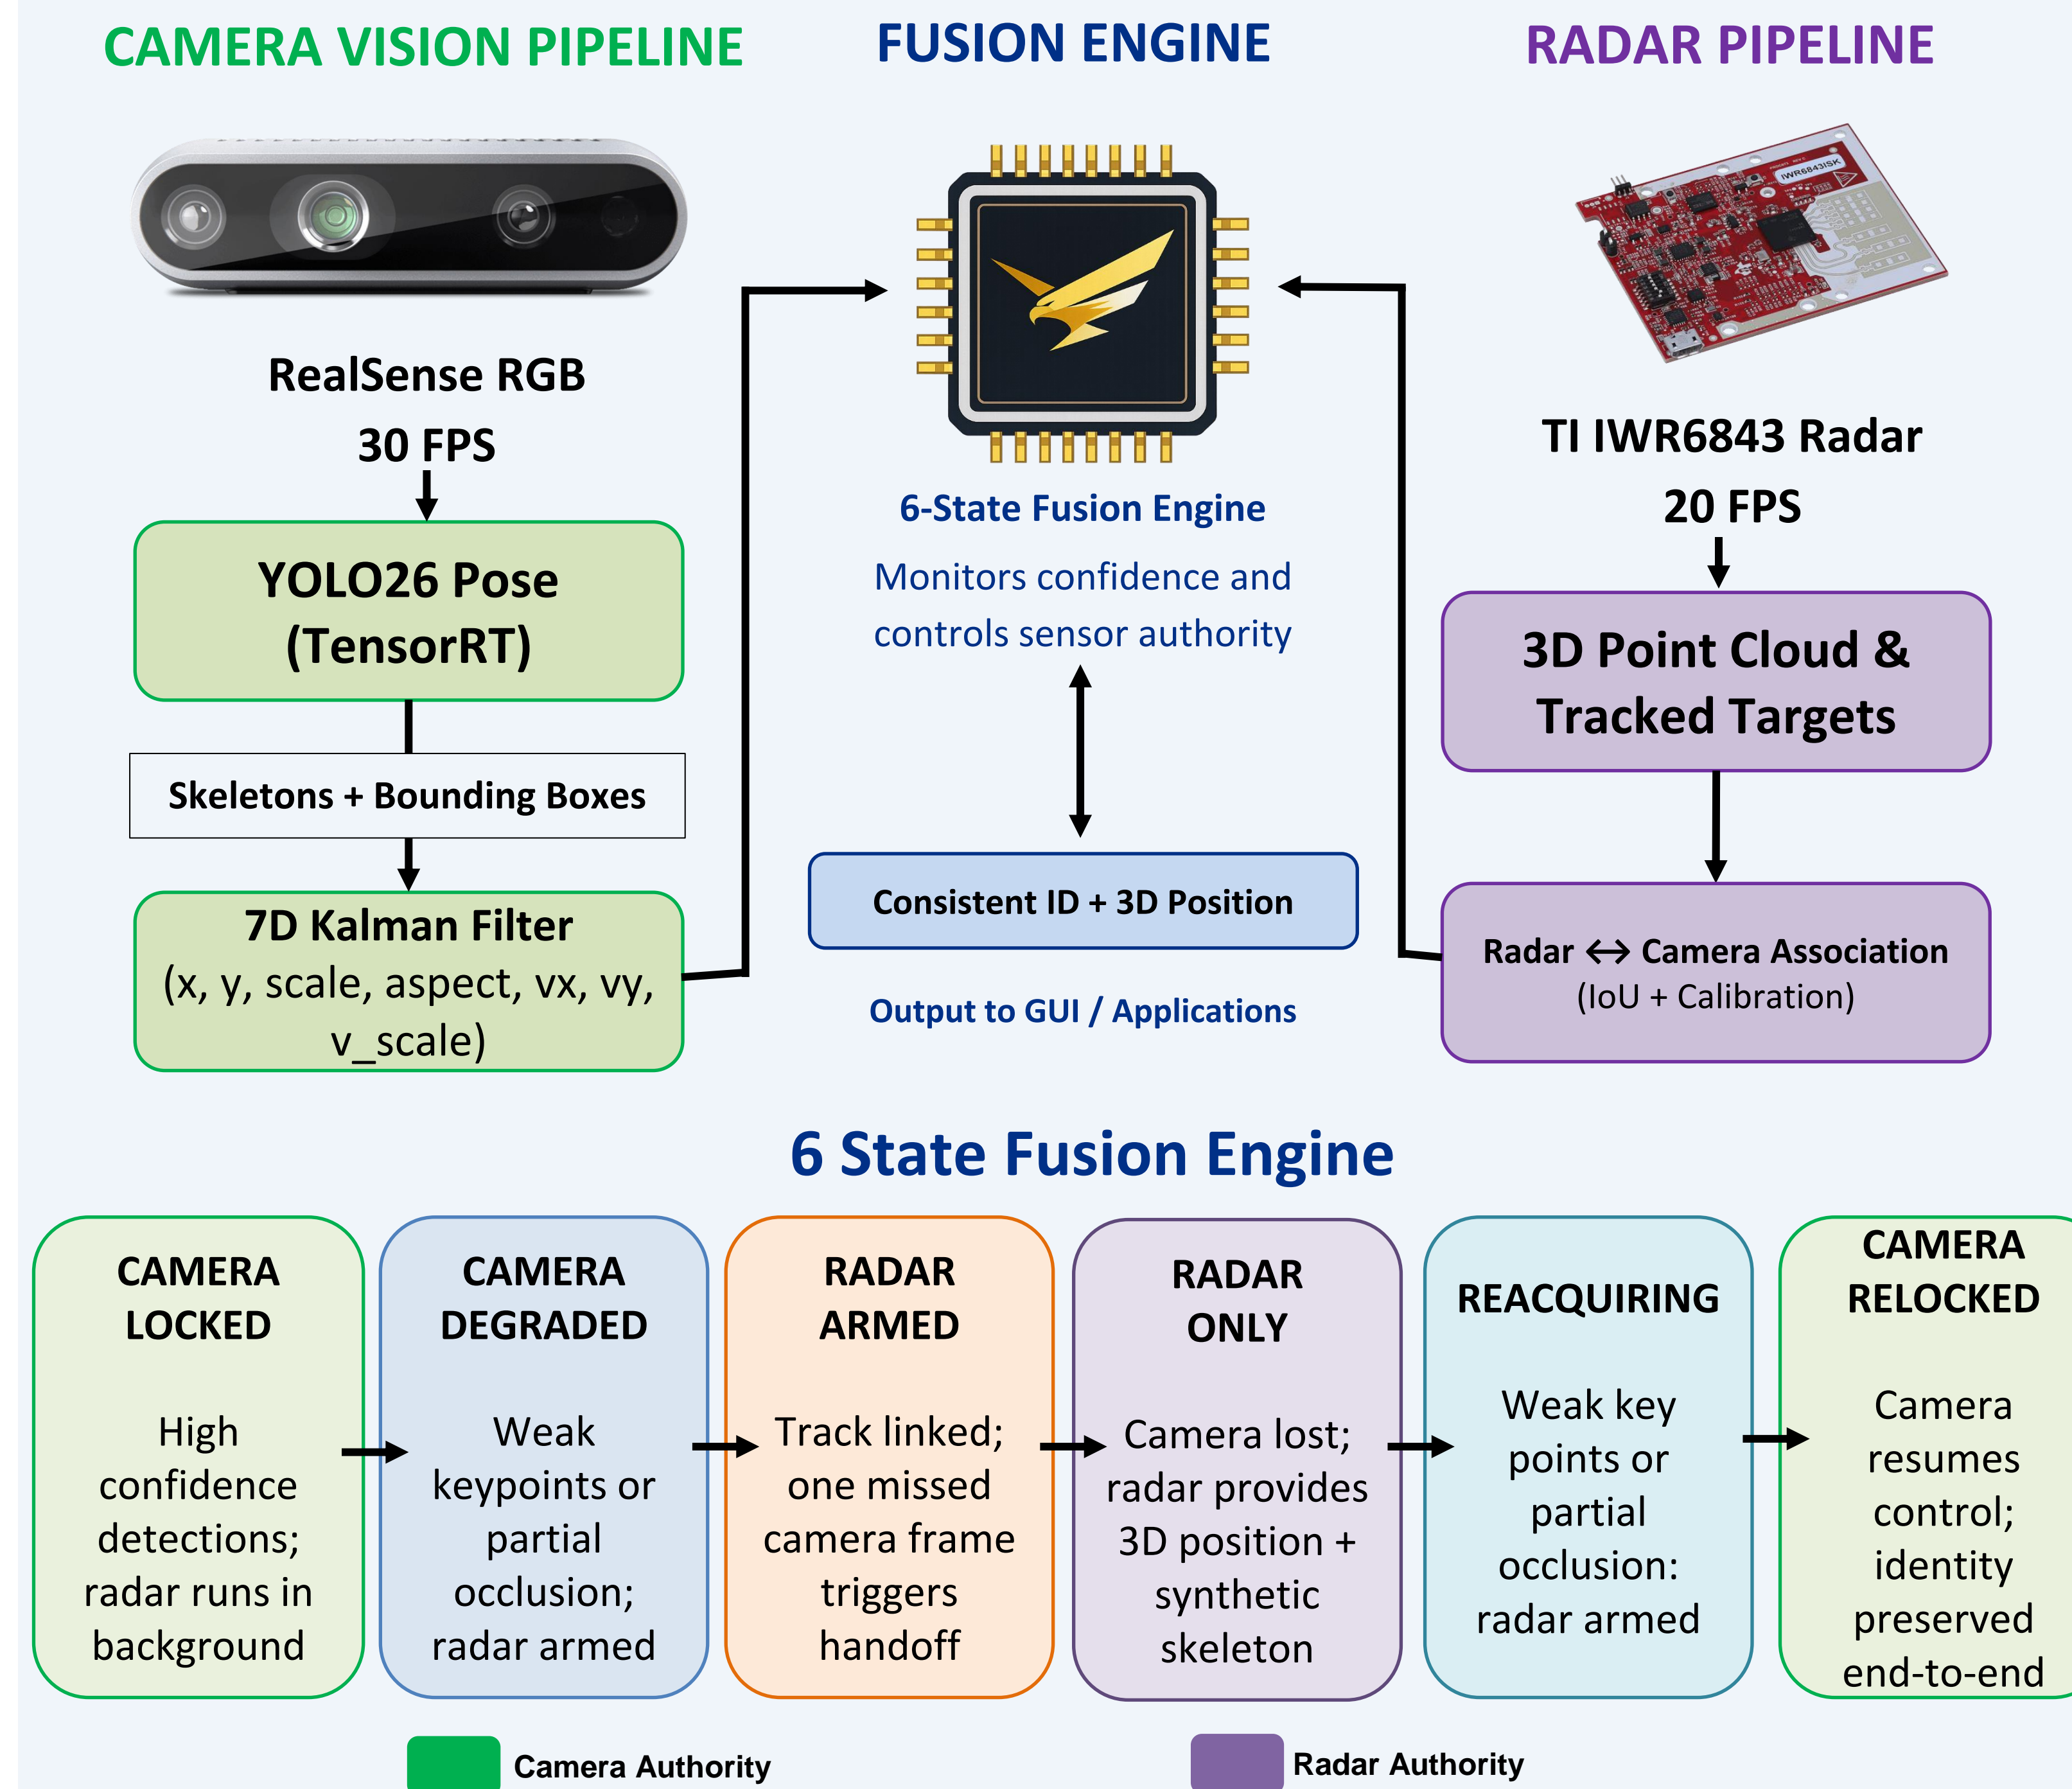 CAMERA VISION PIPELINE
RealSense RGB
30 FPS
YOLO26 Pose
(TensorRT)
Skeletons + Bounding Boxes
7D Kalman Filter
(x, y, scale, aspect, vx, vy,
v_scale)
FUSION ENGINE
6-State Fusion Engine
Monitors confidence and
controls sensor authority
Consistent ID + 3D Position
Output to GUI / Applications
RADAR PIPELINE
IWR6843ISK
TI IWR6843 Radar
20 FPS
3D Point Cloud &
Tracked Targets
Radar ↔ Camera Association
(IoU + Calibration)
6 State Fusion Engine
CAMERA
LOCKED
High
confidence
detections;
radar runs in
background
CAMERA
DEGRADED
Weak
keypoints or
partial
occlusion;
radar armed
RADAR
ARMED
Track linked;
one missed
camera frame
triggers
handoff
RADAR
ONLY
Camera lost;
radar provides
3D position +
synthetic
skeleton
REACQUIRING
Weak key
points or
partial
occlusion:
radar armed
CAMERA
RELOCKED
Camera
resumes
control;
identity
preserved
end-to-end
Camera Authority
Radar Authority